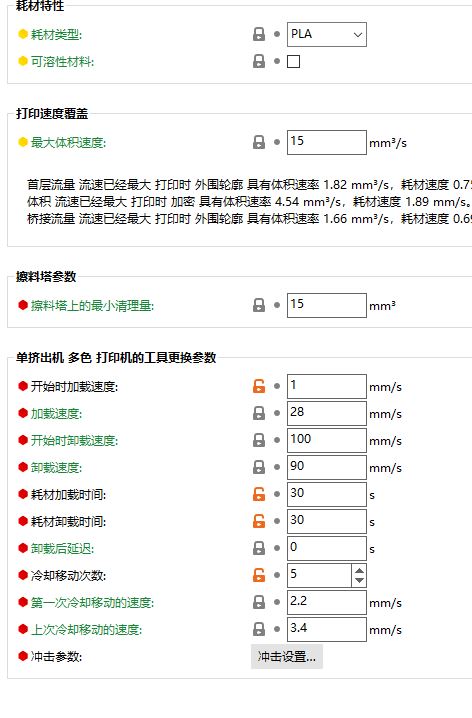 耗材特性
耗材类型: PLA
可溶性材料:
打印速度覆盖
最大体积速度: 15 mm³/s
首层流量 流速已经最大 打印时 外围轮廓 具有体积速率 1.82 mm³/s，耗材速度 0.75
体积 流速已经最大 打印时 加密 具有体积速率 4.54 mm³/s，耗材速度 1.89 mm/s。
桥接流量 流速已经最大 打印时 外围轮廓 具有体积速率 1.66 mm³/s，耗材速度 0.69
擦料塔参数
擦料塔上的最小清理量: 15 mm³
单挤出机 多色 打印机的工具更换参数
开始时加载速度: 1 mm/s
加载速度: 28 mm/s
开始时卸载速度: 100 mm/s
卸载速度: 90 mm/s
耗材加载时间: 30 s
耗材卸载时间: 30 s
卸载后延迟: 0 s
冷却移动次数: 5
第一次冷却移动的速度: 2.2 mm/s
上次冷却移动的速度: 3.4 mm/s
冲击参数: 冲击设置...